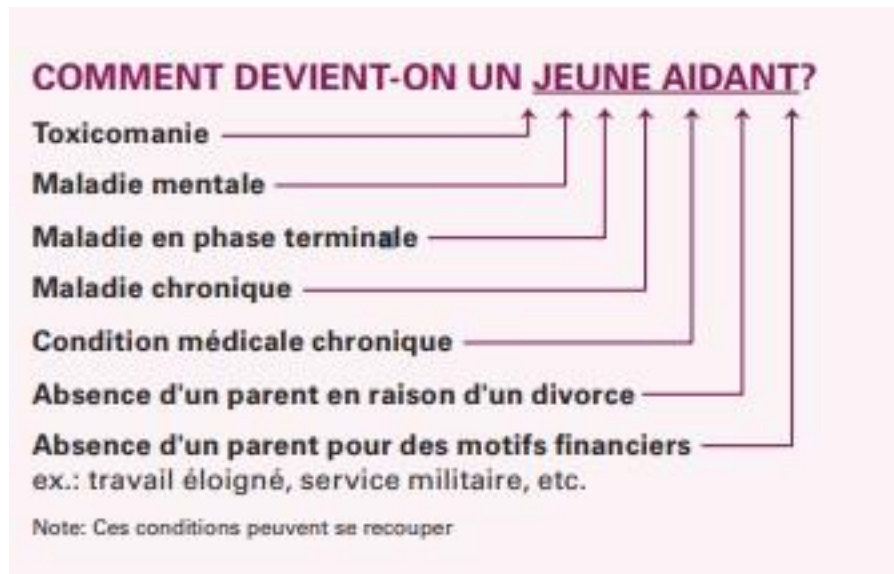 COMMENT DEVIENT-ON UN JEUNE AIDANT?
Toxicomanie
Maladie mentale
Maladie en phase terminale
Maladie chronique
Condition médicale chronique
Absence d'un parent en raison d'un divorce
Absence d'un parent pour des motifs financiers
ex.: travail éloigné, service militaire, etc.
Note: Ces conditions peuvent se recouper